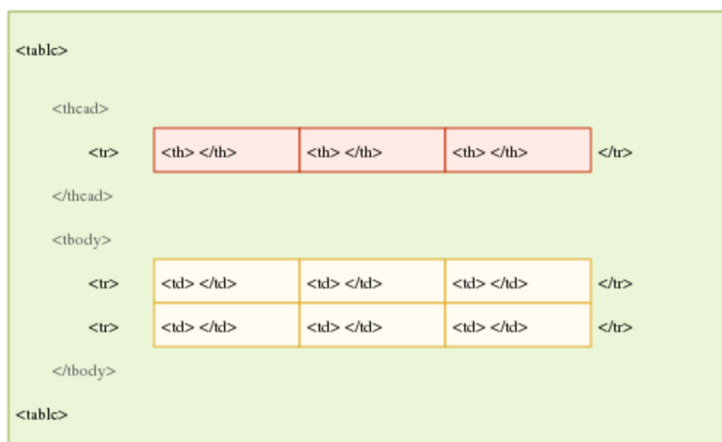 <table>
<thead>
<tr> <th> </th> <th> </th> <th> </th> </tr>
</thead>
<tbody>
<tr> <td> </td> <td> </td> <td> </td> </tr>
<tr> <td> </td> <td> </td> <td> </td> </tr>
</tbody>
<table>